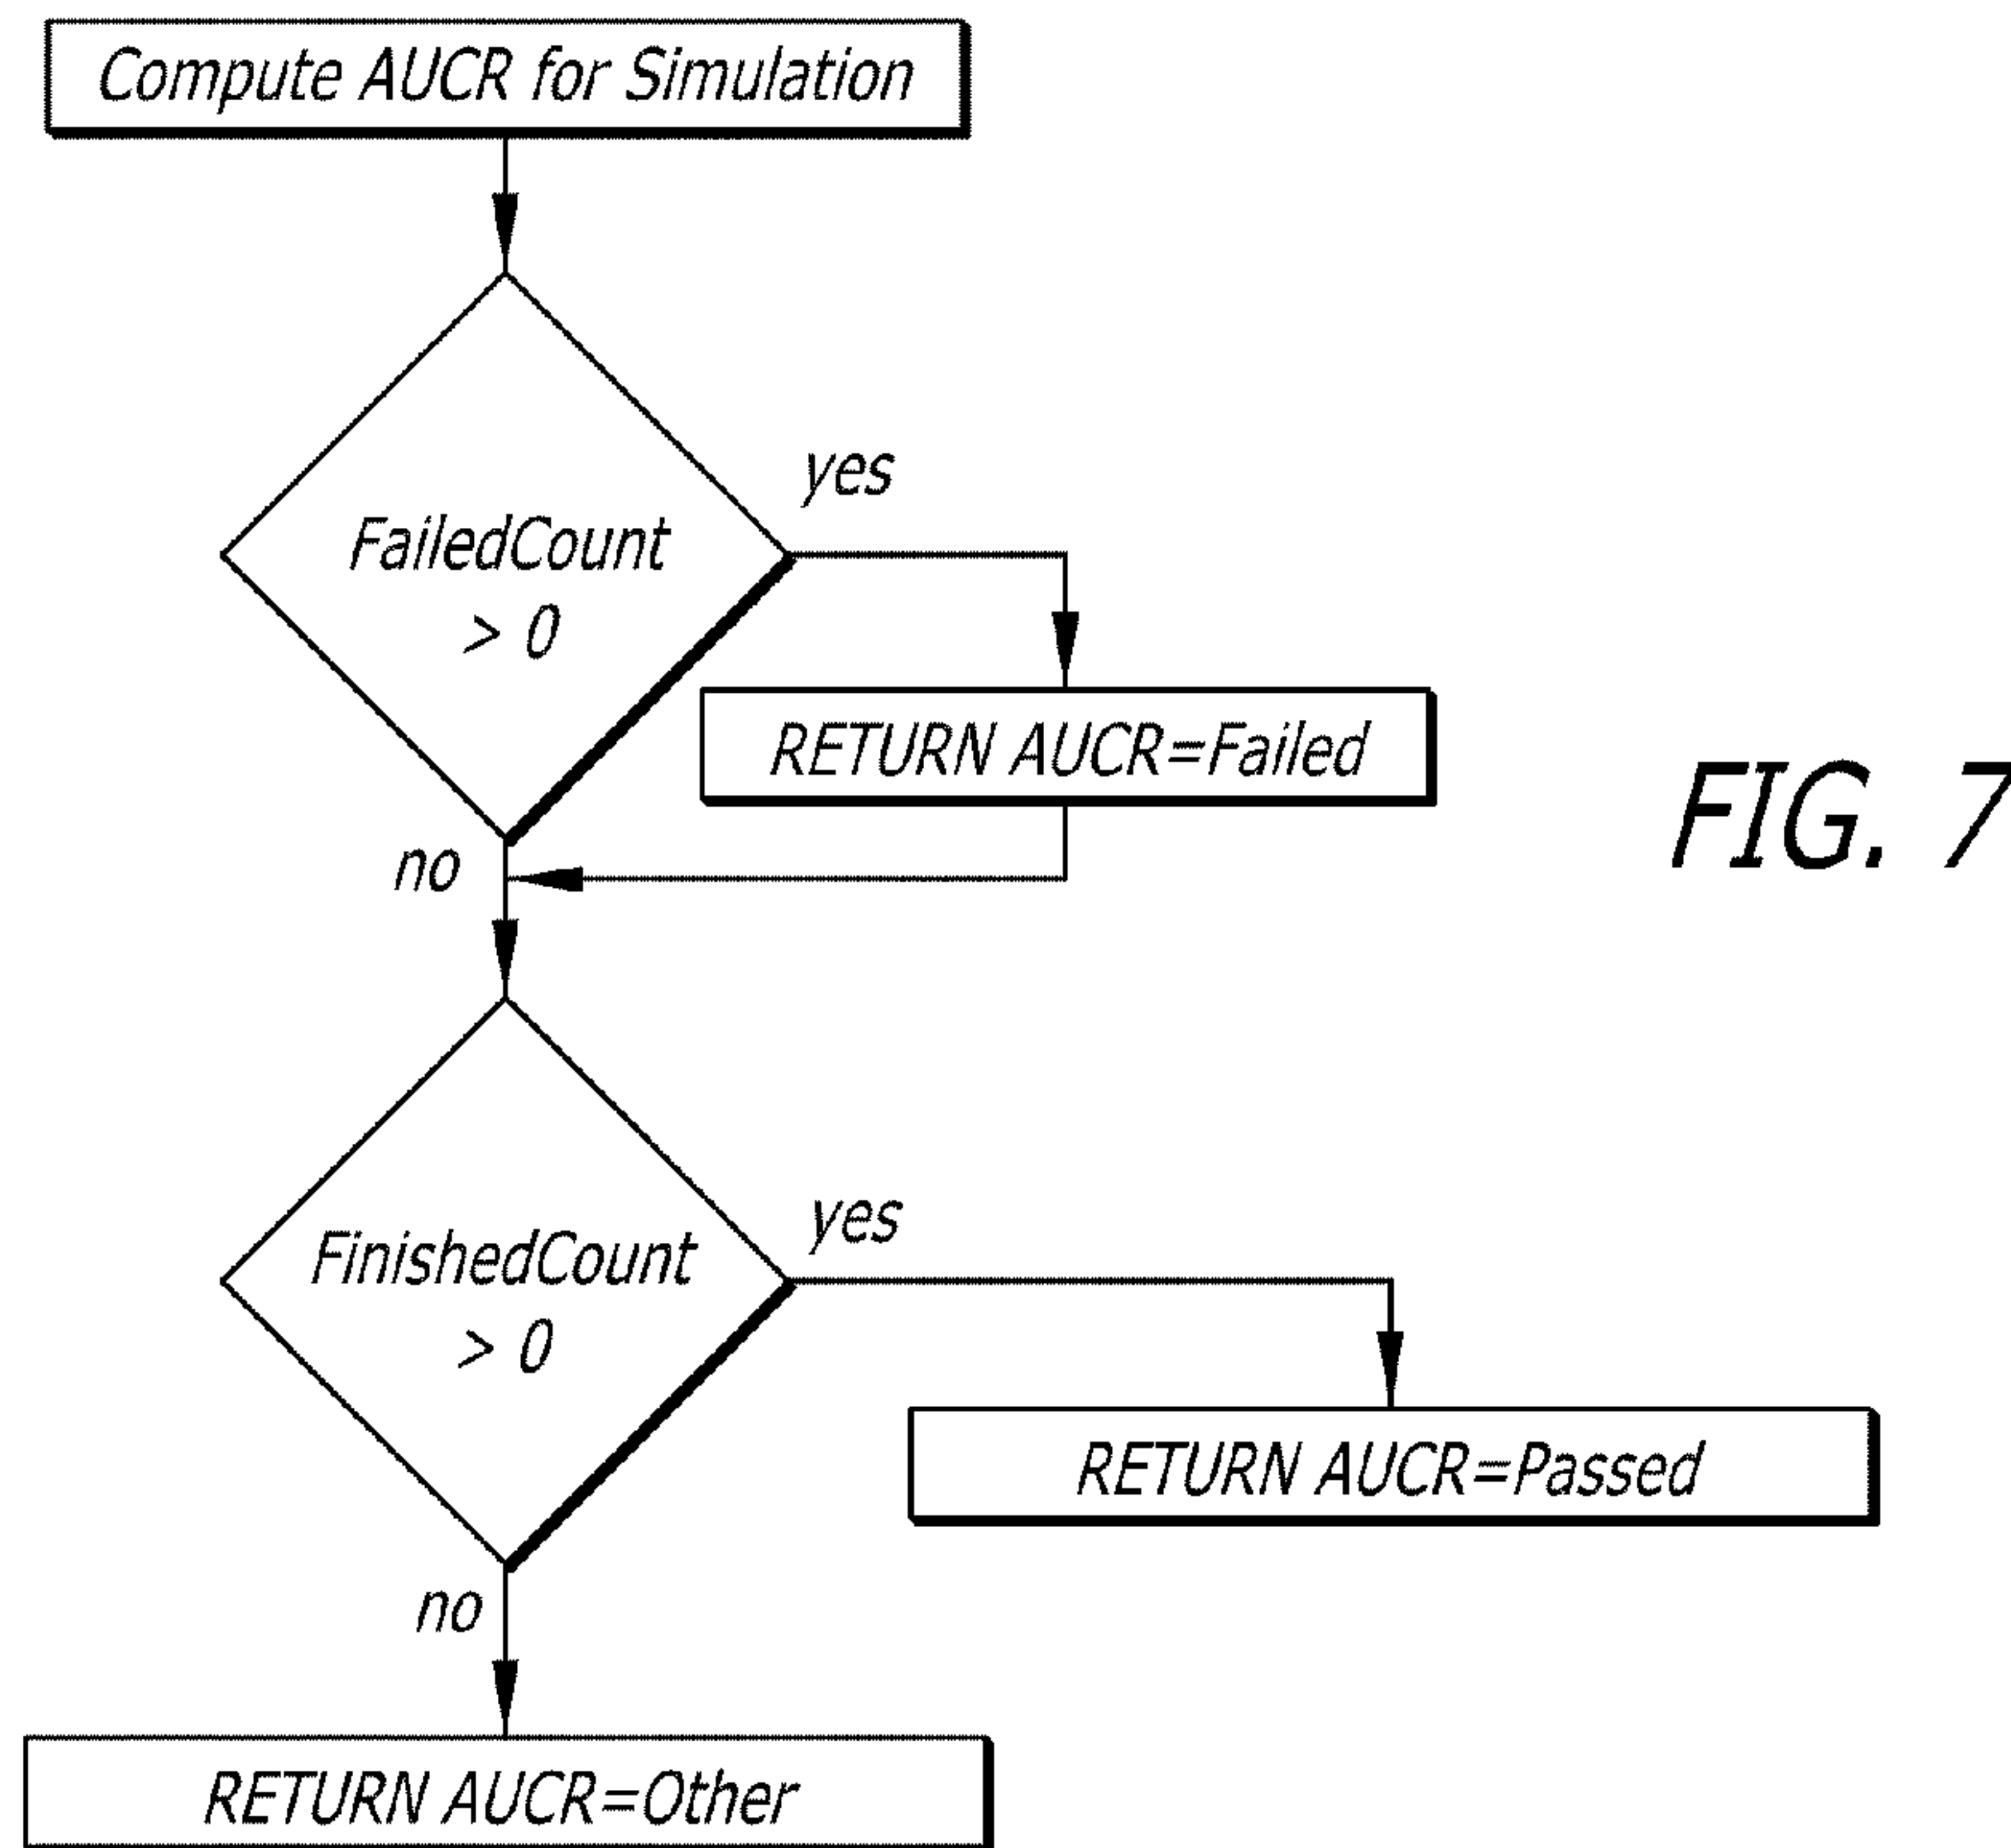 Compute AUCR for Simulation
yes
FailedCount
> 0
RETURN AUCR=Failed
FIG. 7
no
yes
FinishedCount
> 0
RETURN AUCR=Passed
no
RETURN AUCR=Other